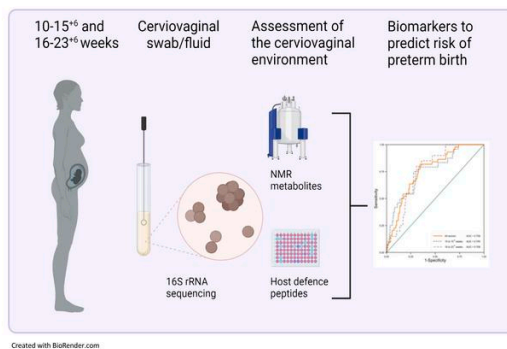 10-15+6 and
16-23+6 weeks
Cerviovaginal
swab/fluid
Assessment of
the cerviovaginal
environment
Biomarkers to
predict risk of
preterm birth
NMR
metabolites
16S rRNA
sequencing
Host defence
peptides
Sensitivity
1-Specificity
Created with BioRender.com